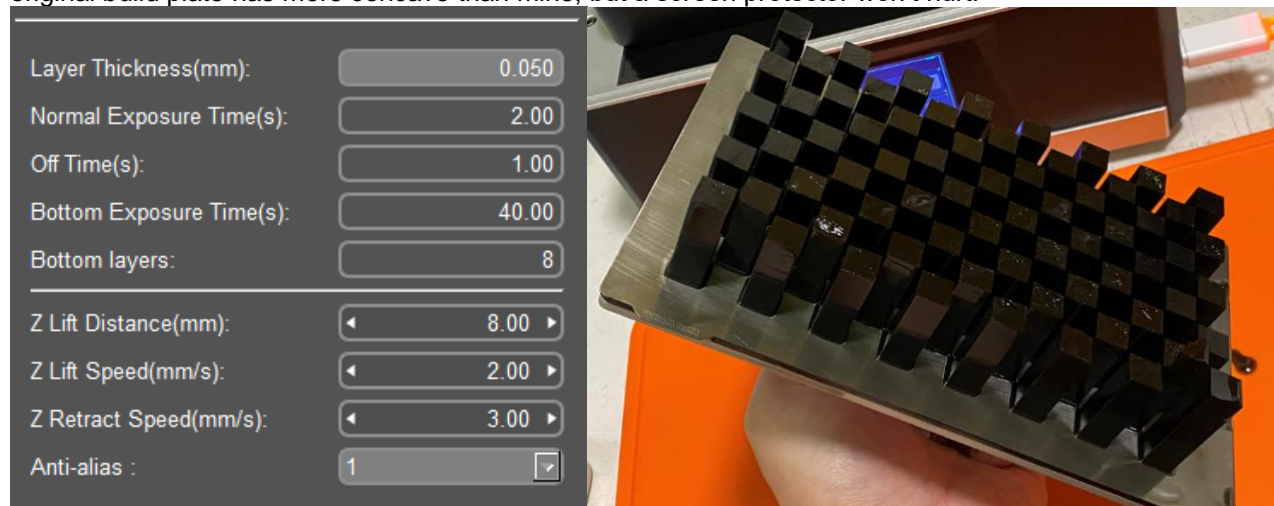 Layer Thickness(mm): 0.050
Normal Exposure Time(s): 2.00
Off Time(s): 1.00
Bottom Exposure Time(s): 40.00
Bottom layers: 8
Z Lift Distance(mm): 8.00
Z Lift Speed(mm/s): 2.00
Z Retract Speed(mm/s): 3.00
Anti-alias : 1